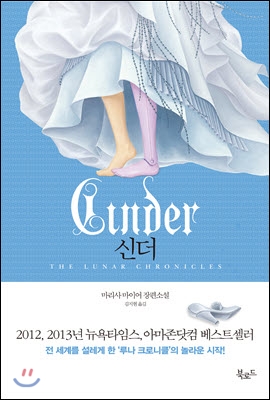 Cinder
신더
THE LUNAR CHRONICLES
마리사 마이어 장편소설
김지현 옮김
2012, 2013년 뉴욕타임스, 아마존닷컴 베스트셀러
전 세계를 설레게 한 '루나 크로니클'의 놀라운 시작!
북로드